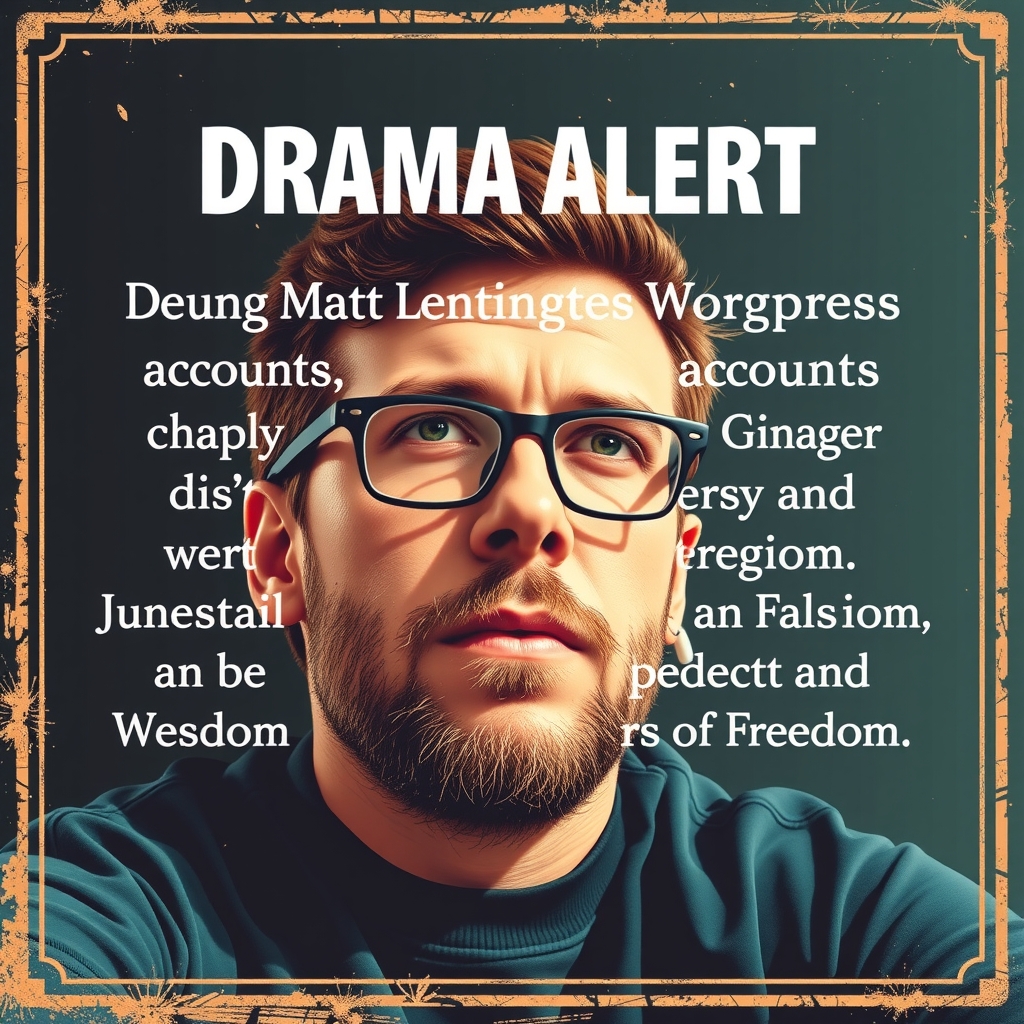 DRAMA ALERT
Deung Matt Lentingtes Worgpress
accounts, accounts
chaply Ginager
dis't ersy and
wert eregiom.
Junestail an Falsiom,
an be pedectt and
Wesdom rs of Freedom.